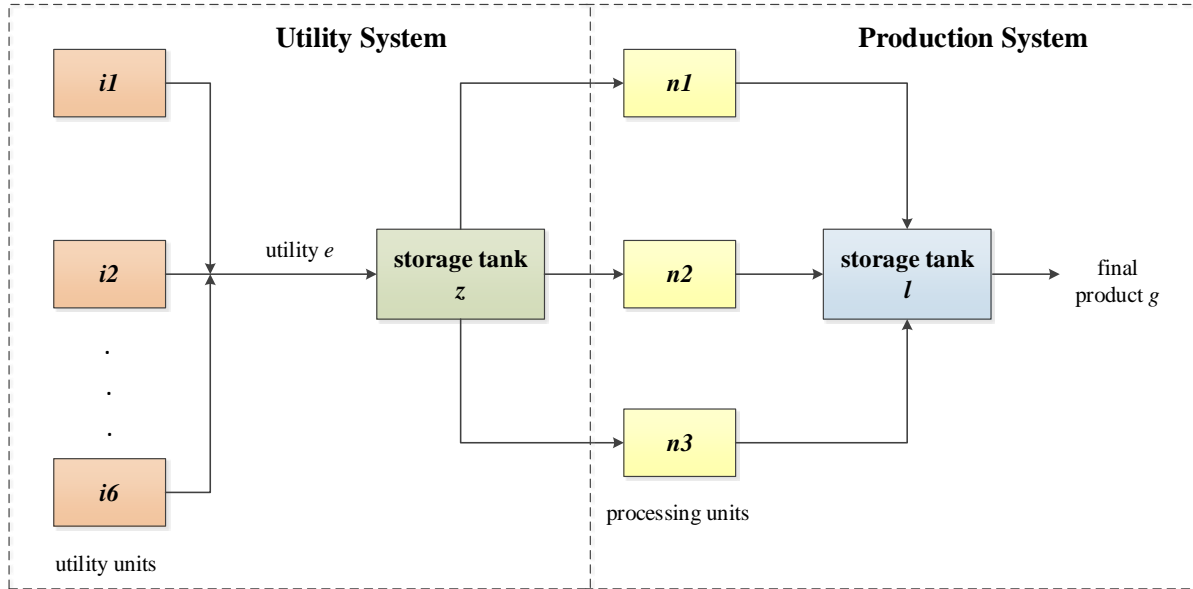 Utility System
Production System
i1
n1
i2
utility e
storage tank
z
n2
storage tank
l
final
product g
.
.
.
n3
i6
processing units
utility units